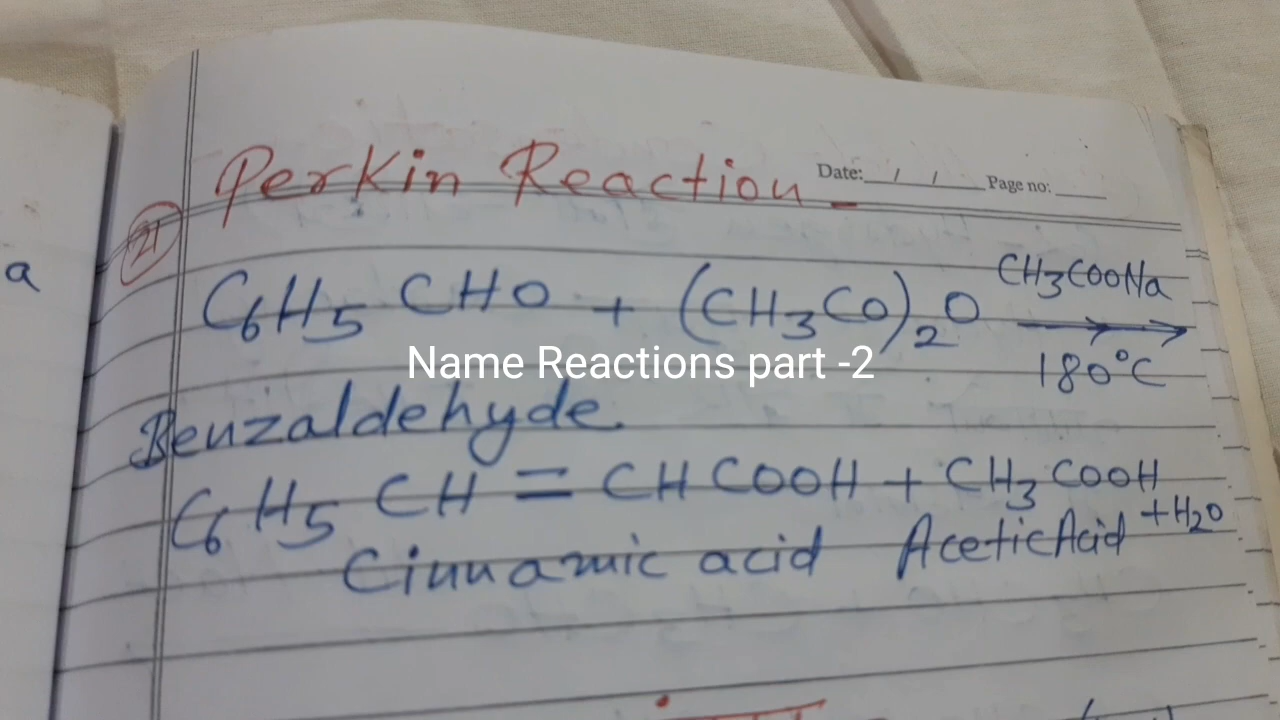 a
Perkin Reaction
Date: / / Page no:
21
C6H5 CHO + (CH3CO)2O CH3COONa
180°C
Name Reactions part -2
Benzaldehyde
C6H5 CH = CH COOH + CH3 COOH
+H2O
Cinnamic acid Acetic Acid